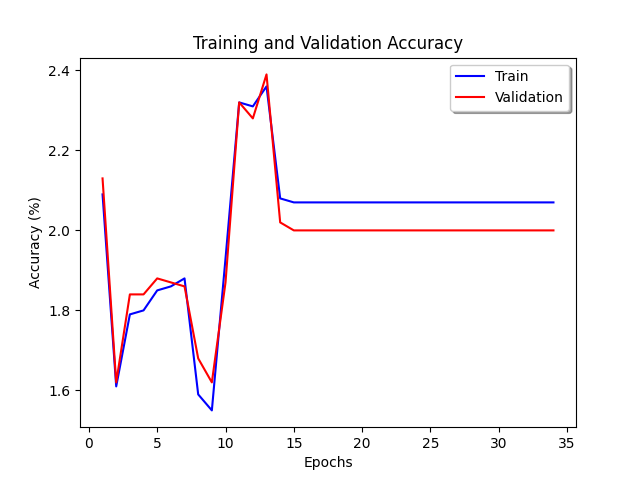 Training and Validation Accuracy
Train
Validation
2.4
2.2
2.0
1.8
1.6
Accuracy (%)
0 5 10 15 20 25 30 35
Epochs